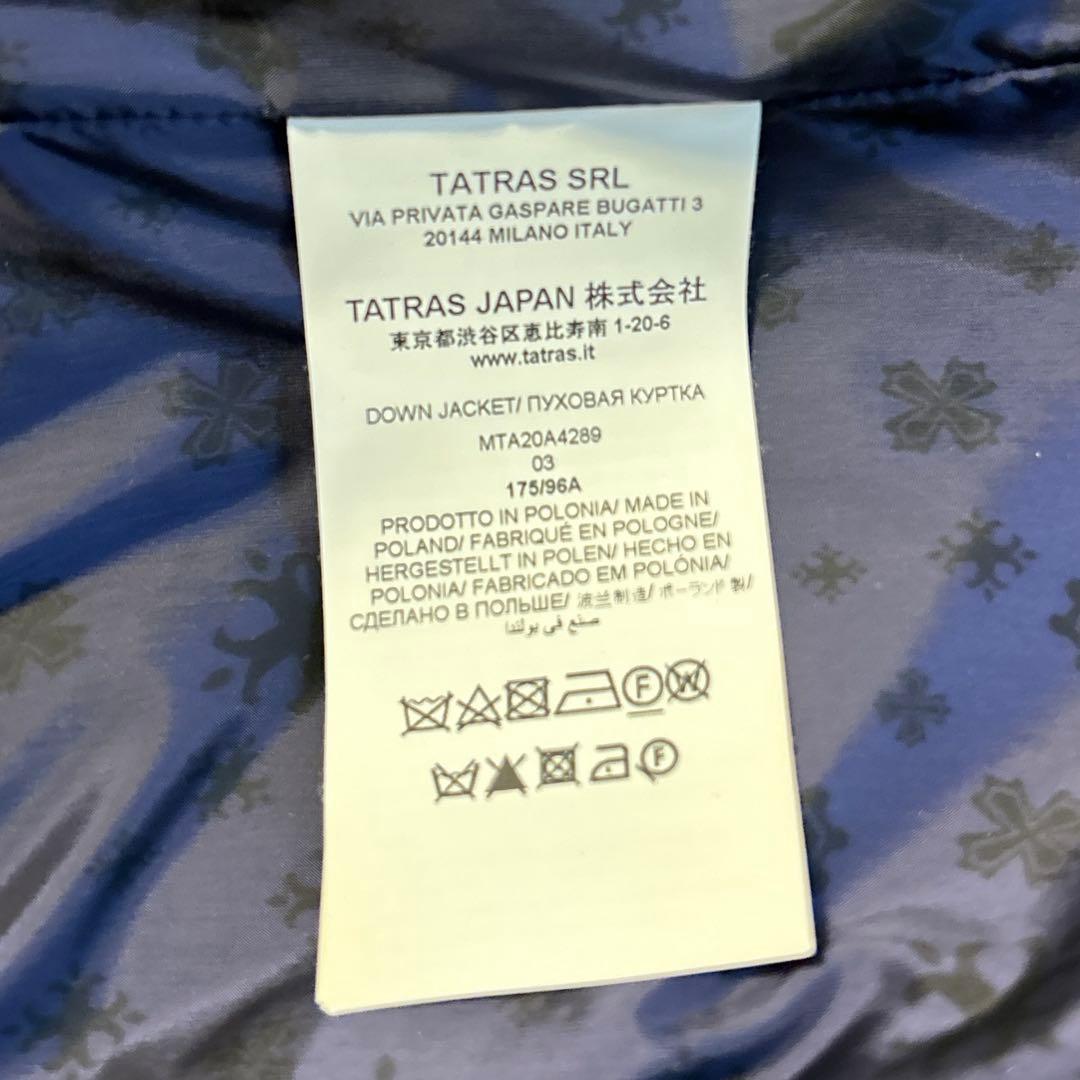 TATRAS SRL
VIA PRIVATA GASPARE BUGATTI 3
20144 MILANO ITALY
TATRAS JAPAN 株式会社
東京都渋谷区恵比寿南 1-20-6
www.tatras.it
DOWN JACKET/ ПУХОВАЯ КУРТКА
MTA20A4289
03
175/96A
PRODOTTO IN POLONIA/ MADE IN
POLAND/ FABRIQUÉ EN POLOGNE/
HERGESTELLT IN POLEN/ HECHO EN
POLONIA/ FABRICADO EM POLÓNIA/
СДЕЛАНО В ПОЛЬШЕ/ 波兰制造/ ポーランド製/
صنع في بولندا
F W
F